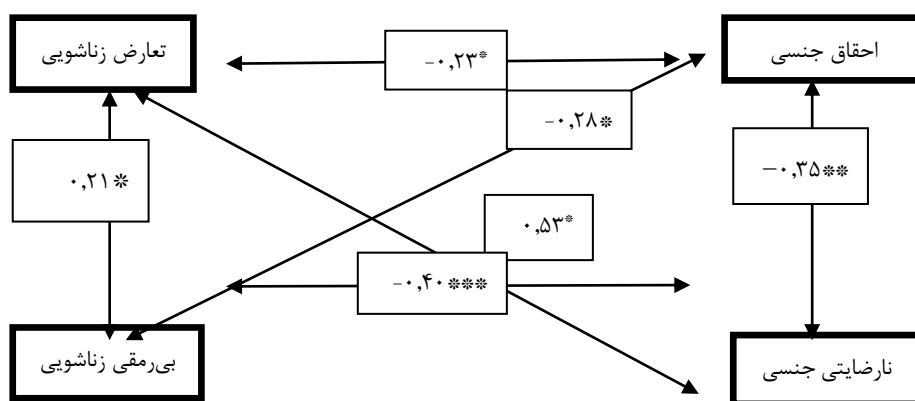 احقاق جنسی
تعارض زناشویی
-۰,۲۳*
-۰,۲۸*
-۰,۳۵**
۰,۲۱*
۰,۵۳*
-۰,۴۰***
نارضایتی جنسی
بی‌رمقی زناشویی